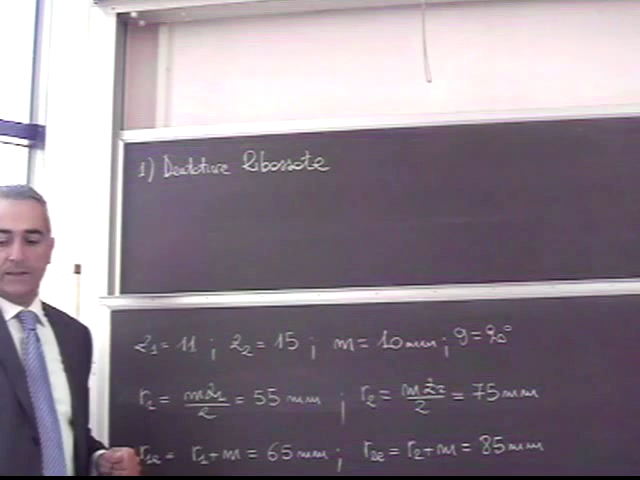 1) Dentature Ribassate
z₁ = 11 ; z₂ = 15 ; m = 10 mm ; θ = 20°
r₁ = mz₁/2 = 55 mm ; r₂ = mz₂/2 = 75 mm
r₁ₑ = r₁+m = 65 mm ; r₂ₑ = r₂+m = 85 mm